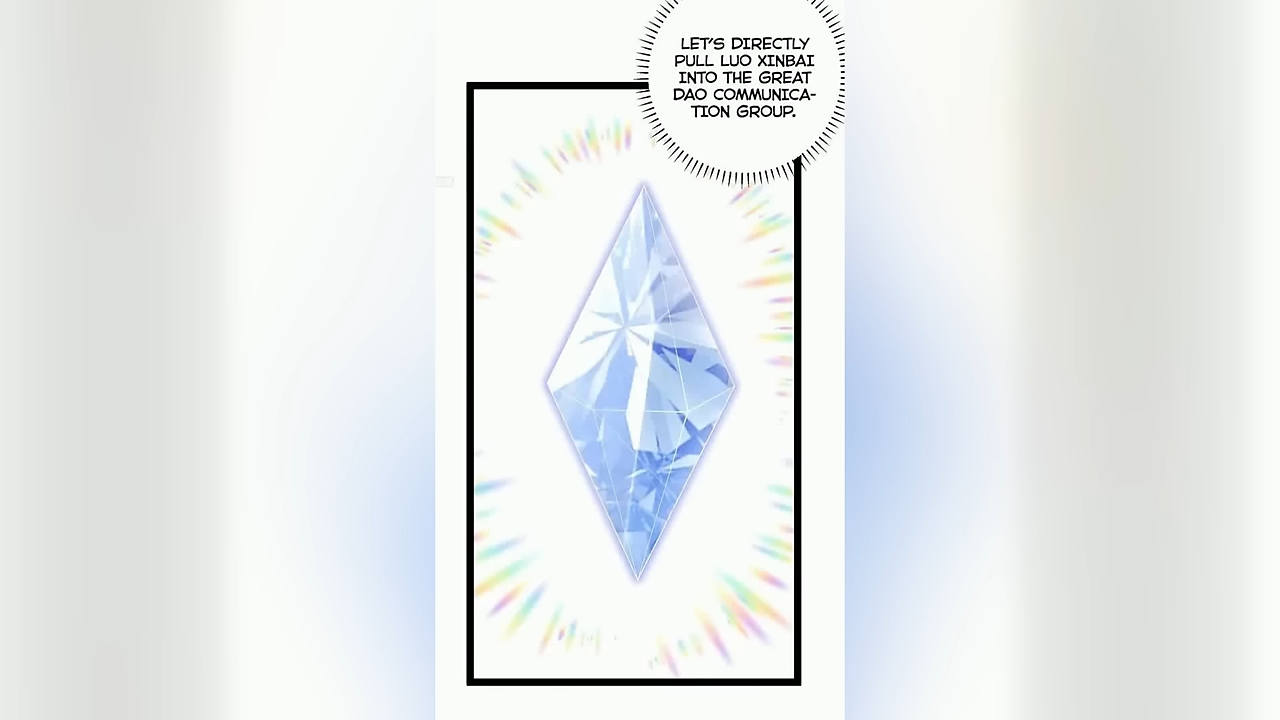 LET'S DIRECTLY
PULL LUO XINBAI
INTO THE GREAT
DAO COMMUNICA-
TION GROUP.